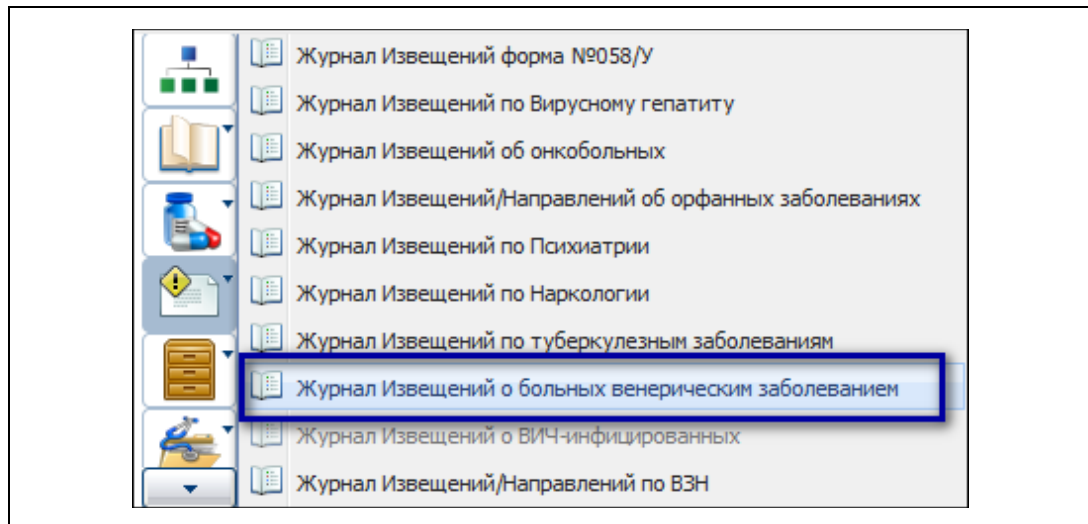 Журнал Извещений форма №058/У
Журнал Извещений по Вирусному гепатиту
Журнал Извещений об онкобольных
Журнал Извещений/Направлений об орфанных заболеваниях
Журнал Извещений по Психиатрии
Журнал Извещений по Наркологии
Журнал Извещений по туберкулезным заболеваниям
Журнал Извещений о больных венерическим заболеванием
Журнал Извещений о ВИЧ-инфицированных
Журнал Извещений/Направлений по ВЗН